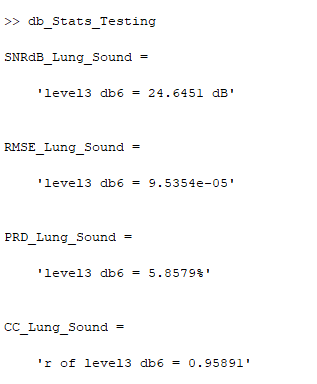 >> db_Stats_Testing
SNRdB_Lung_Sound =
'level3 db6 = 24.6451 dB'
RMSE_Lung_Sound =
'level3 db6 = 9.5354e-05'
PRD_Lung_Sound =
'level3 db6 = 5.8579%'
CC_Lung_Sound =
'r of level3 db6 = 0.95891'